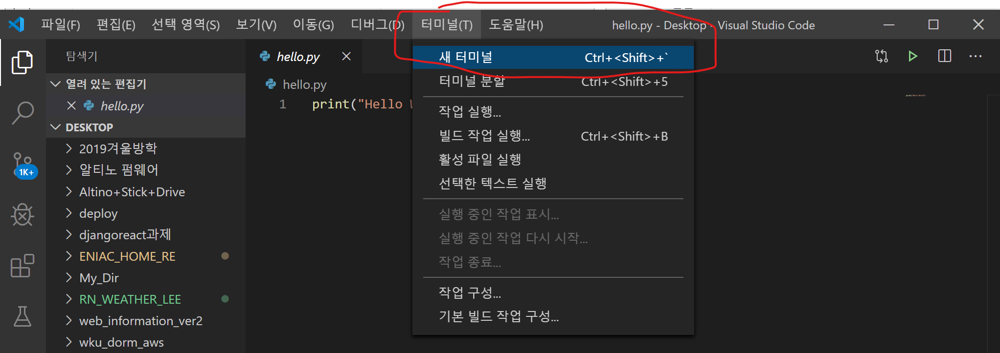 파일(F) 편집(E) 선택 영역(S) 보기(V) 이동(G) 디버그(D) 터미널(T) 도움말(H) hello.py - Desktop - Visual Studio Code
탐색기
열려 있는 편집기
hello.py
DESKTOP
2019겨울방학
알티노 펌웨어
Altino+Stick+Drive
deploy
djangoreact과제
ENIAC_HOME_RE
My_Dir
RN_WEATHER_LEE
web_information_ver2
wku_dorm_aws
1K+
hello.py
hello.py
1 print("Hello
새 터미널 Ctrl+<Shift>+`
터미널 분할 Ctrl+<Shift>+5
작업 실행...
빌드 작업 실행... Ctrl+<Shift>+B
활성 파일 실행
선택한 텍스트 실행
실행 중인 작업 표시...
실행 중인 작업 다시 시작...
작업 종료...
작업 구성...
기본 빌드 작업 구성...
print("Hello World")